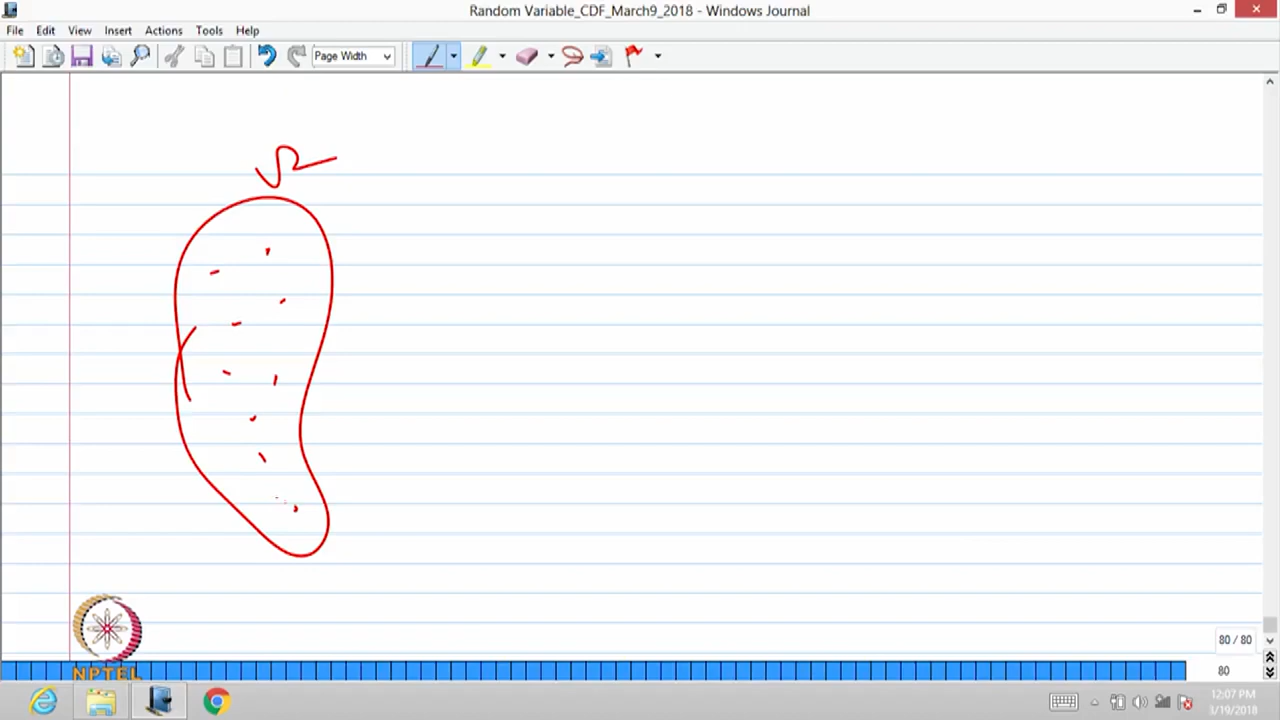 Random Variable_CDF_March9_2018 - Windows Journal
File Edit View Insert Actions Tools Help
Page Width
Ω
80 / 80
80
NPTEL
12:07 PM
3/19/2018